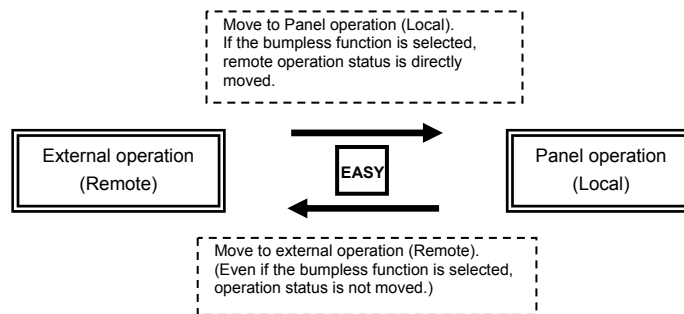 Move to Panel operation (Local).
If the bumpless function is selected,
remote operation status is directly
moved.
External operation
(Remote)
EASY
Panel operation
(Local)
Move to external operation (Remote).
(Even if the bumpless function is selected,
operation status is not moved.)